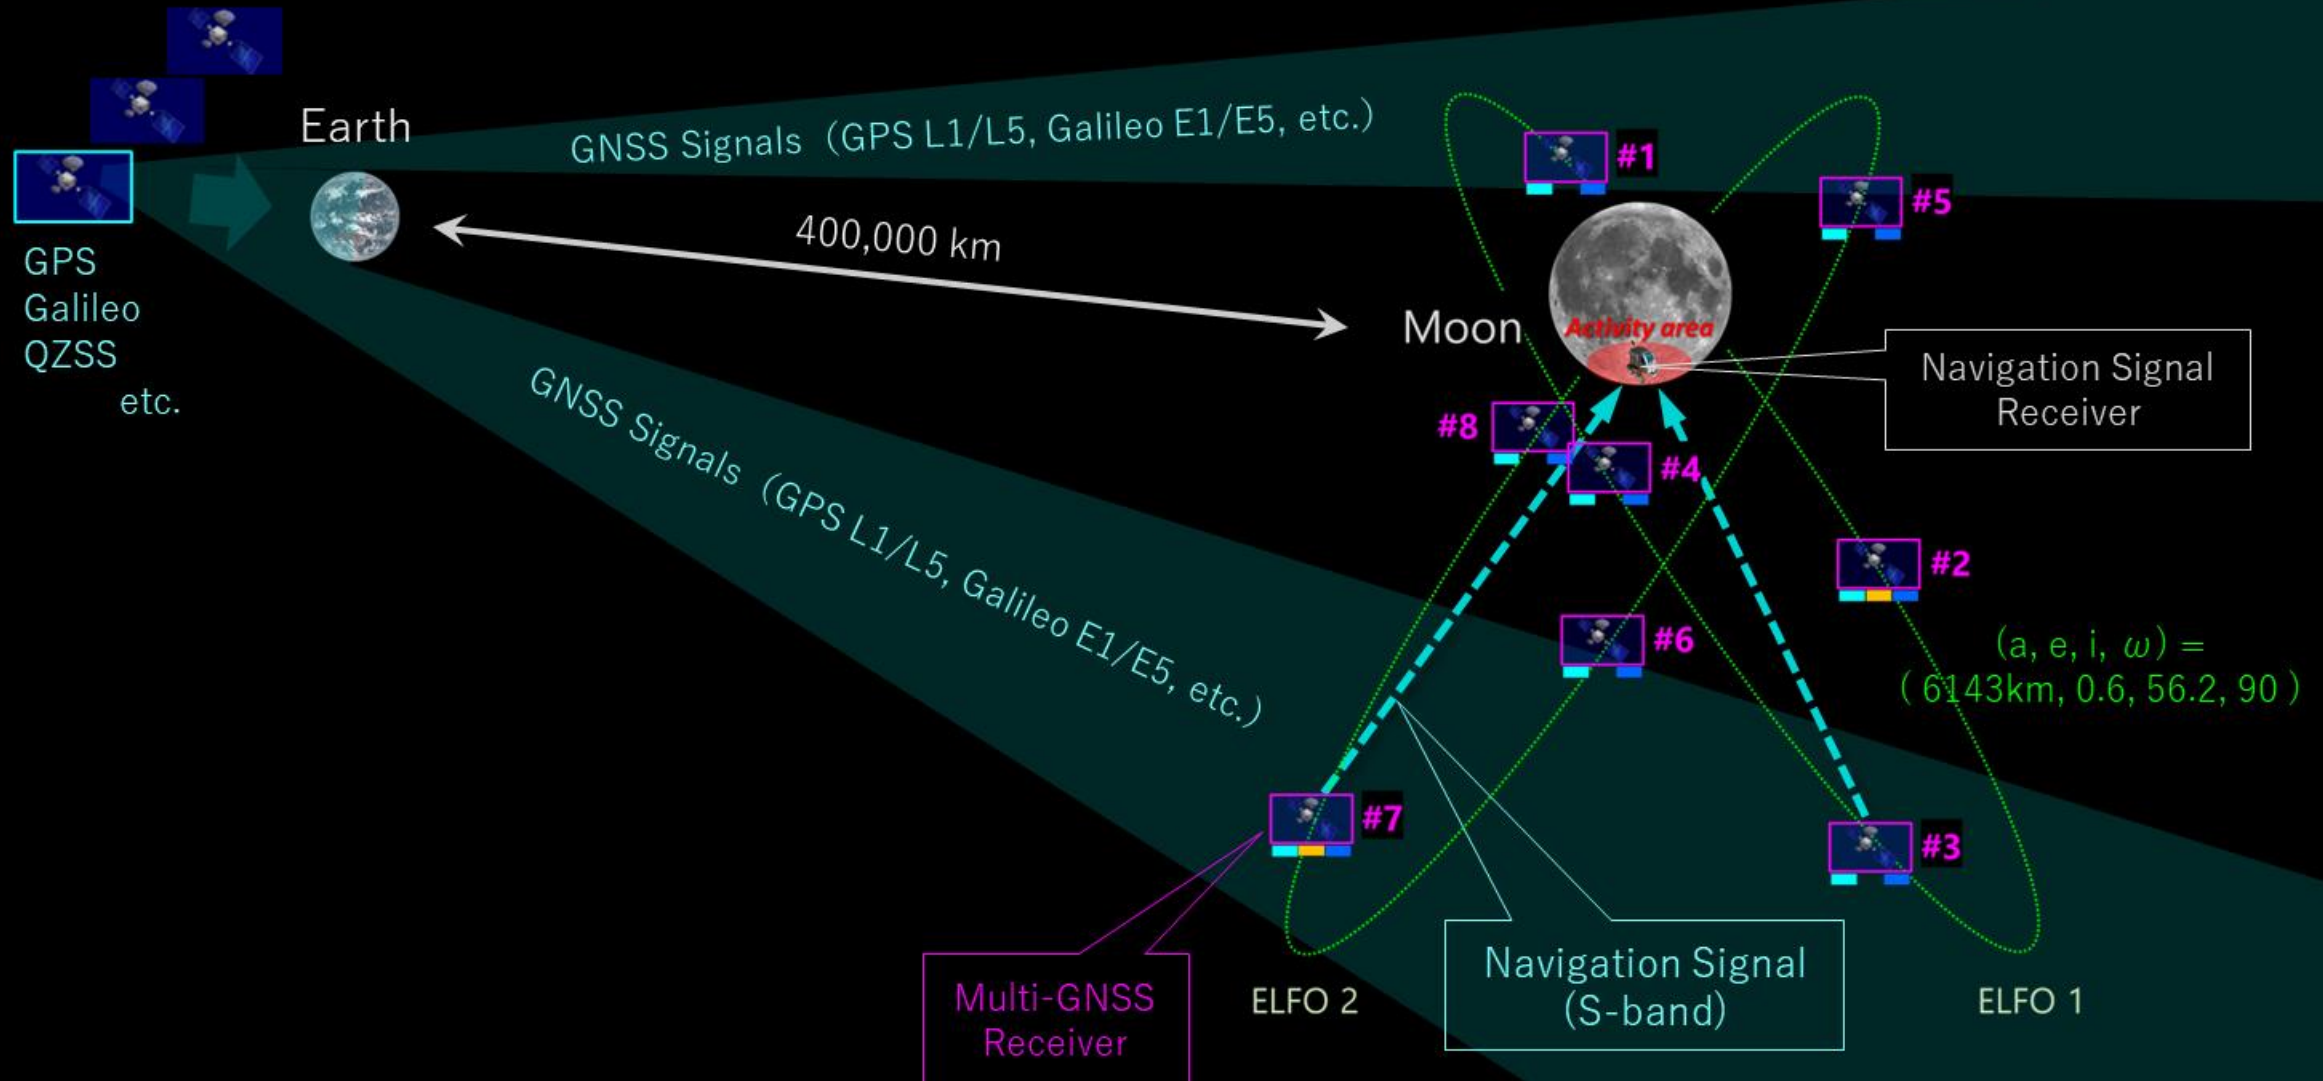 Earth
GNSS Signals (GPS L1/L5, Galileo E1/E5, etc.)
#1
#5
400,000 km
GPS
Galileo
QZSS
etc.
Moon
Activity area
Navigation Signal
Receiver
GNSS Signals (GPS L1/L5, Galileo E1/E5, etc.)
#8
#4
#2
#6
(a, e, i, ω) =
( 6143km, 0.6, 56.2, 90 )
#7
#3
Multi-GNSS
Receiver
ELFO 2
Navigation Signal
(S-band)
ELFO 1